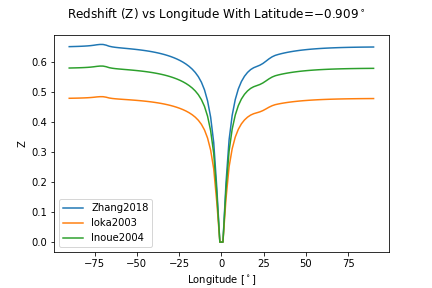 Redshift (Z) vs Longitude With Latitude=−0.909°
Z
0.6
0.5
0.4
0.3
0.2
0.1
0.0
Zhang2018
Ioka2003
Inoue2004
−75 −50 −25 0 25 50 75
Longitude [°]